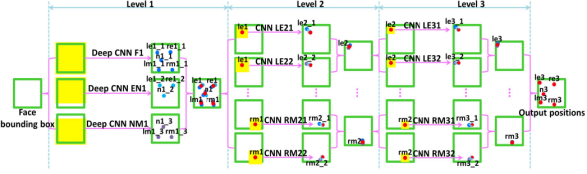 Level 1
Level 2
Level 3
Face
bounding box
Deep CNN F1
le1_1 re1_1
n1_1
lm1_1 rm1_1
Deep CNN EN1
le1_2 re1_2
n1_2
Deep CNN NM1
n1_3
lm1_3 rm1_3
le1 re1
n1
lm1 rm1
le1
CNN LE21
le2_1
le1
CNN LE22
le2_2
le2
rm1
CNN RM21
rm2_1
rm1
CNN RM22
rm2_2
rm2
le2
CNN LE31
le3_1
le2
CNN LE32
le3_2
le3
rm2
CNN RM31
rm3_1
rm2
CNN RM32
rm3_2
rm3
le3 re3
n3
lm3 rm3
Output positions